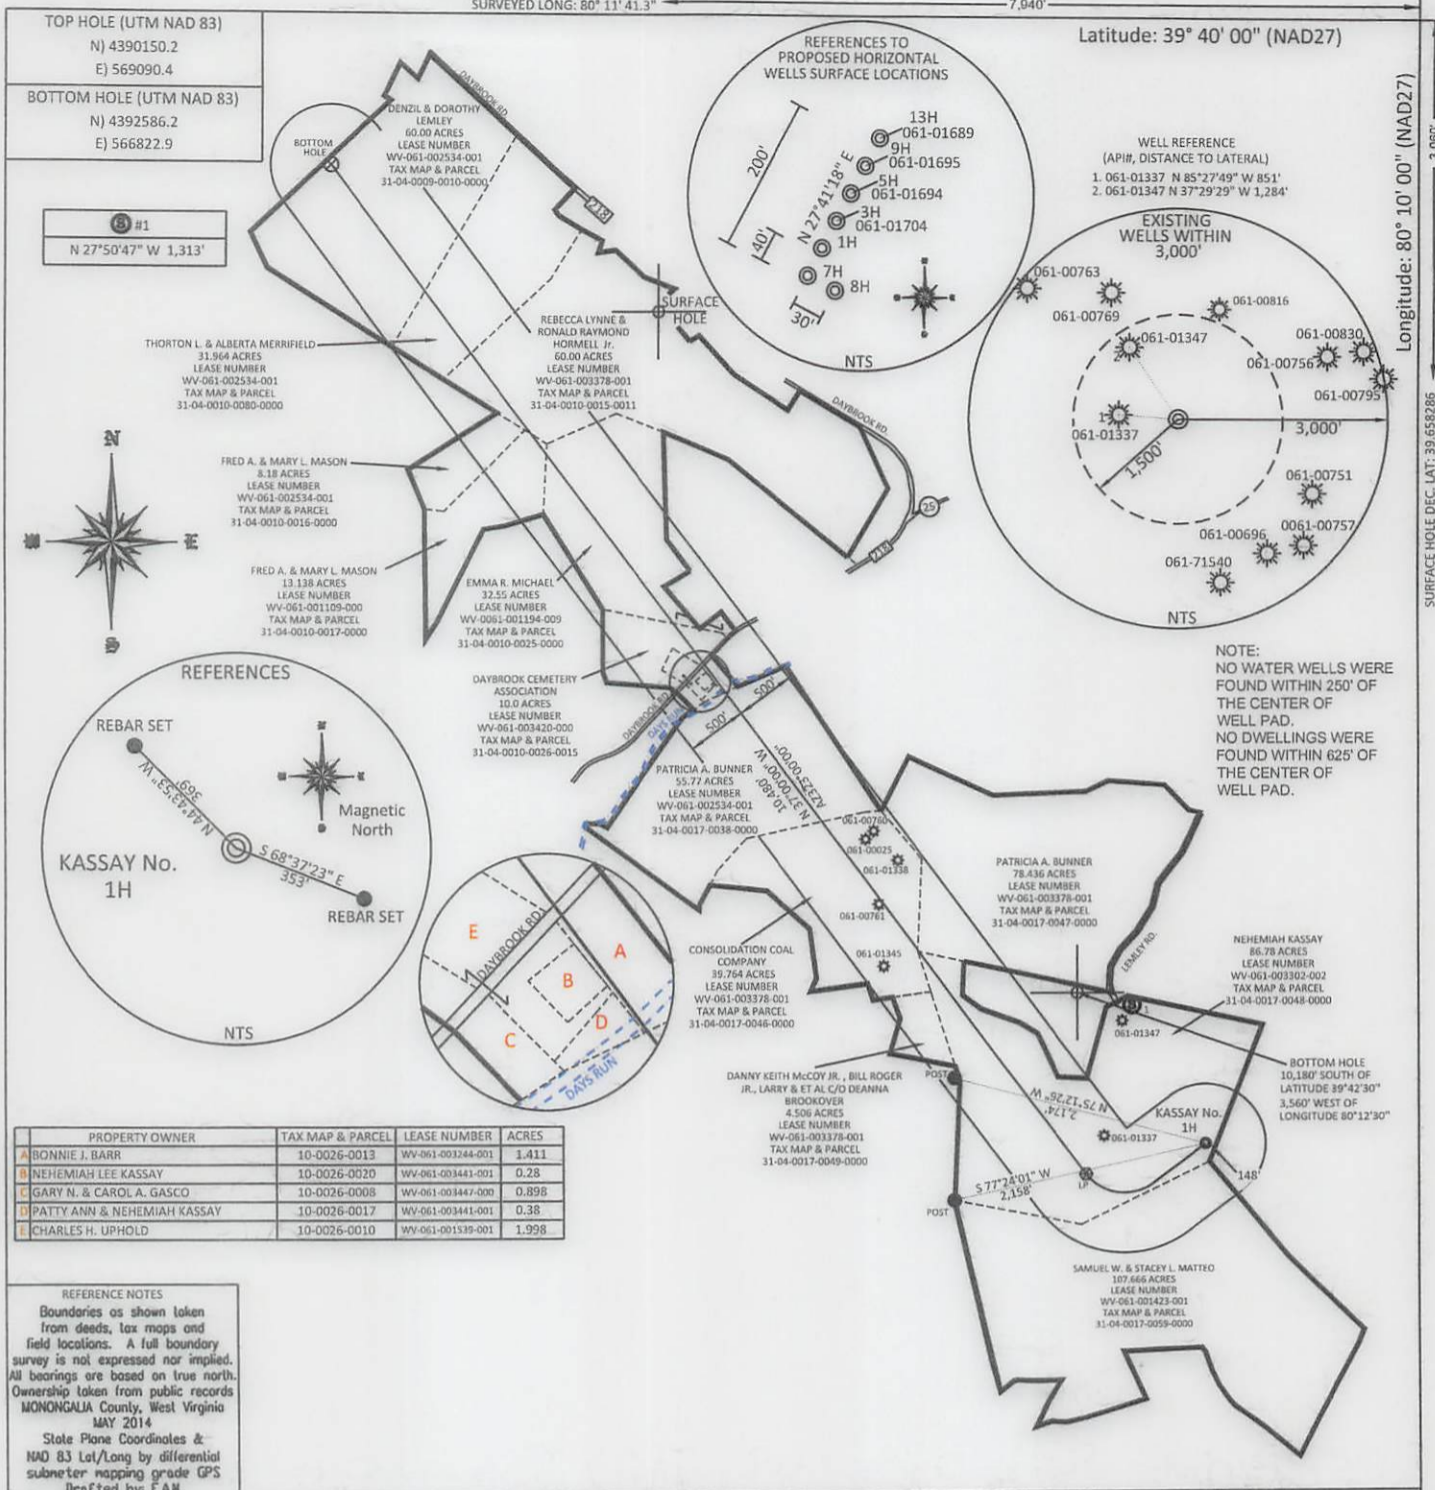 SURVEYED LONG: 80° 11' 41.3"
7,940'
TOP HOLE (UTM NAD 83)
N) 4390150.2
E) 569090.4
BOTTOM HOLE (UTM NAD 83)
N) 4392586.2
E) 566822.9
S #1
N 27°50'47" W 1,313'
Latitude: 39° 40' 00" (NAD27)
Longitude: 80° 10' 00" (NAD27)
SURFACE HOLE DEC. LAT: 39.658286
REFERENCES TO
PROPOSED HORIZONTAL
WELLS SURFACE LOCATIONS
13H
061-01689
9H
061-01695
5H
061-01694
3H
061-01704
1H
7H
8H
200'
40'
30'
N 27°41'18" E
NTS
WELL REFERENCE
(API#, DISTANCE TO LATERAL)
1. 061-01337 N 85°27'49" W 851'
2. 061-01347 N 37°29'29" W 1,284'
EXISTING
WELLS WITHIN
3,000'
061-00763
061-00769
061-00816
061-01347
061-00830
061-00756
061-00795
1
061-01337
3,000'
1,500'
061-00751
0061-00757
061-00696
061-71540
NTS
NOTE:
NO WATER WELLS WERE
FOUND WITHIN 250' OF
THE CENTER OF
WELL PAD.
NO DWELLINGS WERE
FOUND WITHIN 625' OF
THE CENTER OF
WELL PAD.
DAYBROOK RD.
BOTTOM
HOLE
DENZIL & DOROTHY
LEMLEY
60.00 ACRES
LEASE NUMBER
WV-061-002534-001
TAX MAP & PARCEL
31-04-0009-0010-0000
218
SURFACE
HOLE
THORTON L. & ALBERTA MERRIFIELD
31.964 ACRES
LEASE NUMBER
WV-061-002534-001
TAX MAP & PARCEL
31-04-0010-0080-0000
REBECCA LYNNE &
RONALD RAYMOND
HORMELL Jr.
60.00 ACRES
LEASE NUMBER
WV-061-003378-001
TAX MAP & PARCEL
31-04-0010-0015-0011
DAYBROOK RD.
25
218
FRED A. & MARY L. MASON
8.18 ACRES
LEASE NUMBER
WV-061-002534-001
TAX MAP & PARCEL
31-04-0010-0016-0000
N
E
S
FRED A. & MARY L. MASON
13.138 ACRES
LEASE NUMBER
WV-061-001109-000
TAX MAP & PARCEL
31-04-0010-0017-0000
EMMA R. MICHAEL
32.55 ACRES
LEASE NUMBER
WV-0061-001194-009
TAX MAP & PARCEL
31-04-0010-0025-0000
DAYBROOK CEMETERY
ASSOCIATION
10.0 ACRES
LEASE NUMBER
WV-061-003420-000
TAX MAP & PARCEL
31-04-0010-0026-0015
DAYBROOK RD.
DAYS RUN
500'
500'
REFERENCES
REBAR SET
N 44°43'53" W
369'
Magnetic
North
KASSAY No.
1H
S 68°37'23" E
353'
REBAR SET
NTS
PATRICIA A. BUNNER
55.77 ACRES
LEASE NUMBER
WV-061-002534-001
TAX MAP & PARCEL
31-04-0017-0038-0000
AZ323°00'00"
N 37°00'00" W
10,480'
061-00760
061-00025
061-01338
061-00761
061-01345
PATRICIA A. BUNNER
78.436 ACRES
LEASE NUMBER
WV-061-003378-001
TAX MAP & PARCEL
31-04-0017-0047-0000
LEMLEY RD.
NEHEMIAH KASSAY
86.78 ACRES
LEASE NUMBER
WV-061-003302-002
TAX MAP & PARCEL
31-04-0017-0048-0000
E
DAYBROOK RD.
A
B
C
D
DAYS RUN
CONSOLIDATION COAL
COMPANY
39.764 ACRES
LEASE NUMBER
WV-061-003378-001
TAX MAP & PARCEL
31-04-0017-0046-0000
S
1
061-01347
BOTTOM HOLE
10,180' SOUTH OF
LATITUDE 39°42'30"
3,560' WEST OF
LONGITUDE 80°12'30"
DANNY KEITH McCOY JR., BILL ROGER
JR., LARRY & ET AL C/O DEANNA
BROOKOVER
4.506 ACRES
LEASE NUMBER
WV-061-003378-001
TAX MAP & PARCEL
31-04-0017-0049-0000
POST
N 75°12'26" W
2,174'
KASSAY No.
1H
061-01337
148'
S 77°24'01" W
2,158'
LP
POST
SAMUEL W. & STACEY L. MATTEO
107.666 ACRES
LEASE NUMBER
WV-061-001423-001
TAX MAP & PARCEL
31-04-0017-0059-0000
PROPERTY OWNER TAX MAP & PARCEL LEASE NUMBER ACRES
A BONNIE J. BARR 10-0026-0013 WV-061-003244-001 1.411
B NEHEMIAH LEE KASSAY 10-0026-0020 WV-061-003441-001 0.28
C GARY N. & CAROL A. GASCO 10-0026-0008 WV-061-003447-000 0.898
D PATTY ANN & NEHEMIAH KASSAY 10-0026-0017 WV-061-003441-001 0.38
E CHARLES H. UPHOLD 10-0026-0010 WV-061-001539-001 1.998
REFERENCE NOTES
Boundaries as shown taken
from deeds, tax maps and
field locations. A full boundary
survey is not expressed nor implied.
All bearings are based on true north.
Ownership taken from public records
MONONGALIA County, West Virginia
MAY 2014
State Plane Coordinates &
NAD 83 Lat/Long by differential
submeter mapping grade GPS
Drafted by